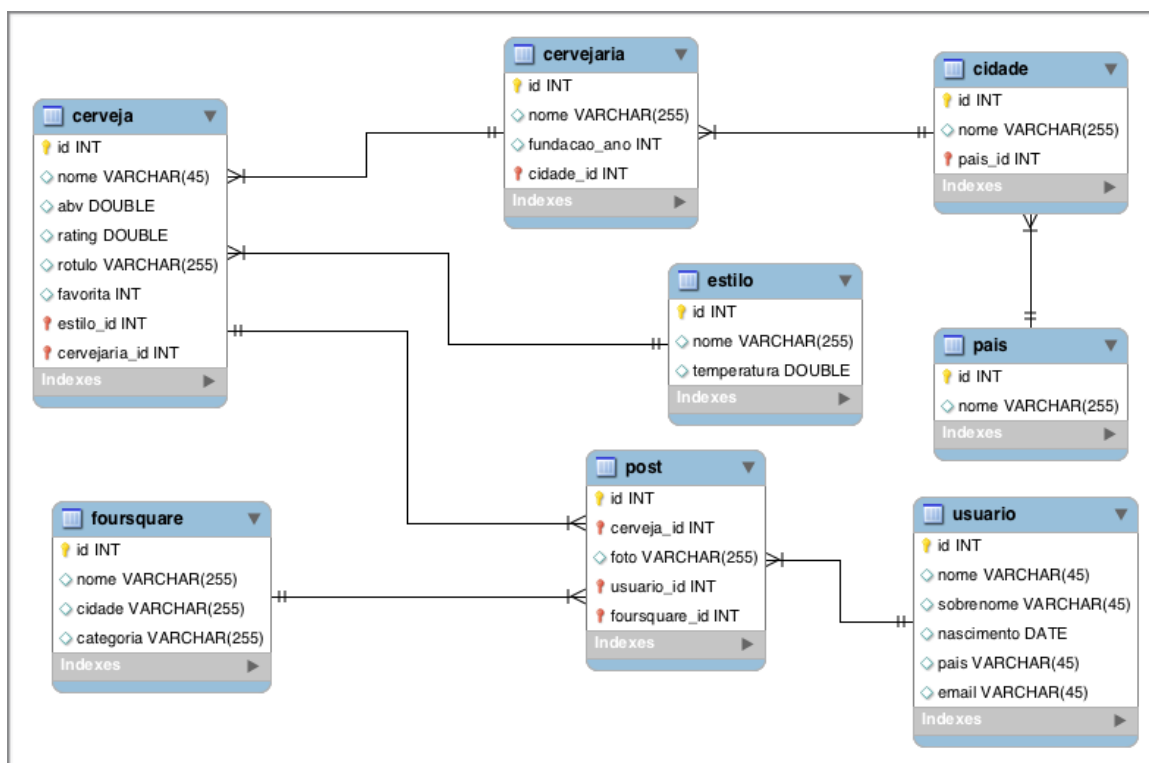 cerveja
id INT
nome VARCHAR(45)
abv DOUBLE
rating DOUBLE
rotulo VARCHAR(255)
favorita INT
estilo_id INT
cervejaria_id INT
Indexes
cervejaria
id INT
nome VARCHAR(255)
fundacao_ano INT
cidade_id INT
Indexes
cidade
id INT
nome VARCHAR(255)
pais_id INT
Indexes
estilo
id INT
nome VARCHAR(255)
temperatura DOUBLE
Indexes
pais
id INT
nome VARCHAR(255)
Indexes
foursquare
id INT
nome VARCHAR(255)
cidade VARCHAR(255)
categoria VARCHAR(255)
Indexes
post
id INT
cerveja_id INT
foto VARCHAR(255)
usuario_id INT
foursquare_id INT
Indexes
usuario
id INT
nome VARCHAR(45)
sobrenome VARCHAR(45)
nascimento DATE
pais VARCHAR(45)
email VARCHAR(45)
Indexes